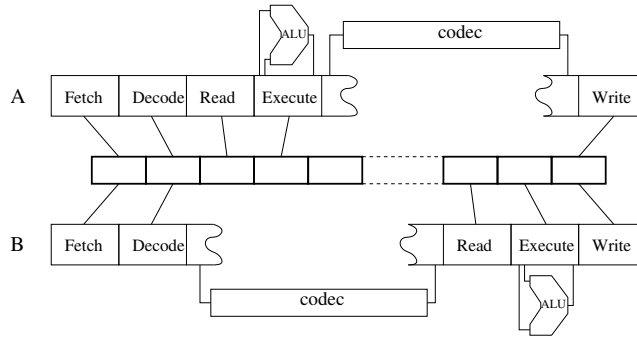 ALU
codec
A Fetch Decode Read Execute Write
B Fetch Decode Read Execute Write
codec
ALU